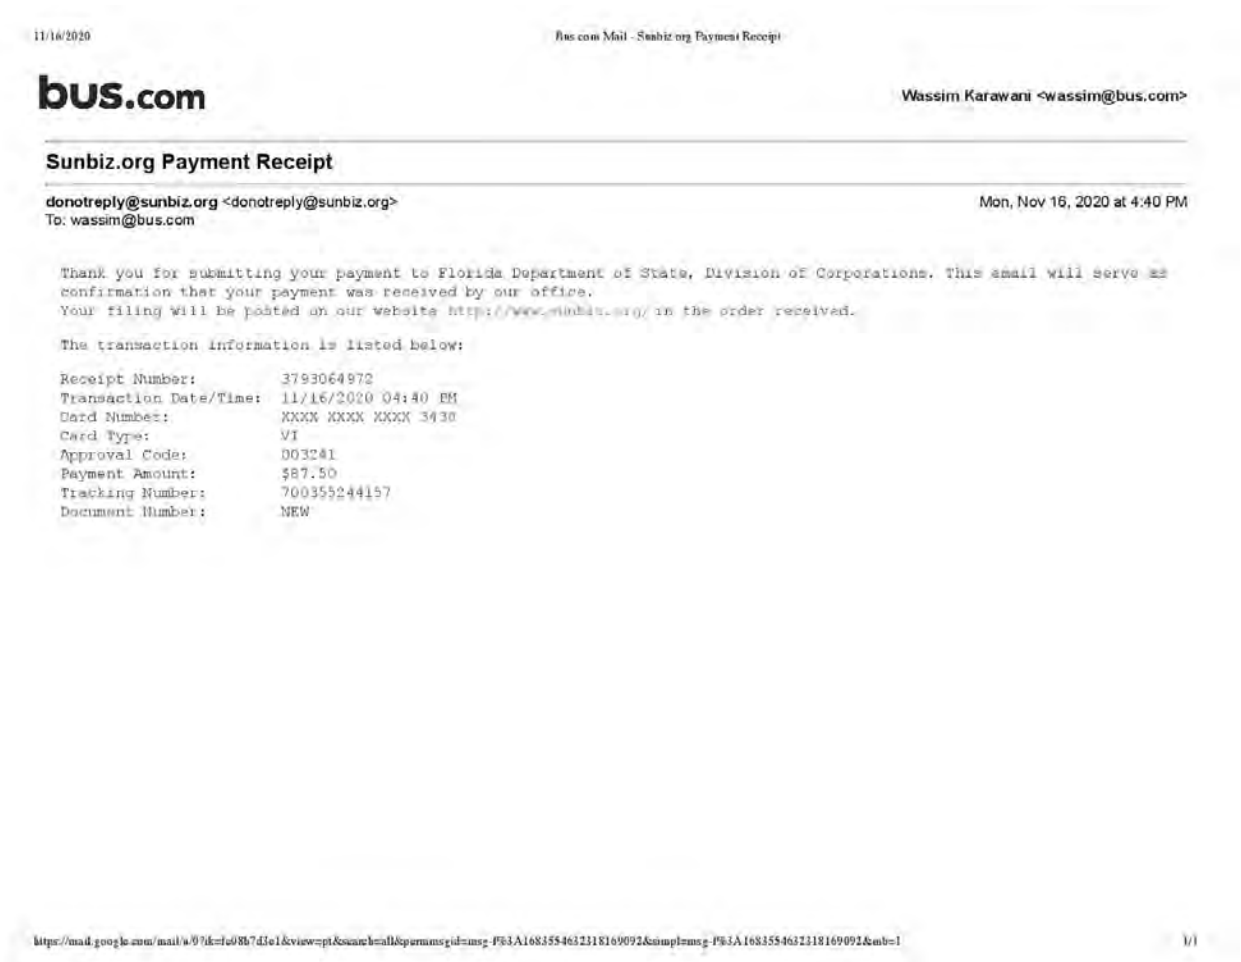 11/16/2020
Bus.com Mail - Sunbiz.org Payment Receipt
bus.com
Wassim Karawani <wassim@bus.com>
Sunbiz.org Payment Receipt
donotreply@sunbiz.org <donotreply@sunbiz.org>
Mon, Nov 16, 2020 at 4:40 PM
To: wassim@bus.com
Thank you for submitting your payment to Florida Department of State, Division of Corporations. This email will serve as
confirmation that your payment was received by our office.
Your filing will be posted on our website http://www.sunbiz.org/ in the order received.
The transaction information is listed below:
Receipt Number: 3793064972
Transaction Date/Time: 11/16/2020 04:40 PM
Card Number: XXXX XXXX XXXX 3430
Card Type: VI
Approval Code: 003241
Payment Amount: $87.50
Tracking Number: 700355244157
Document Number: NEW
1/1